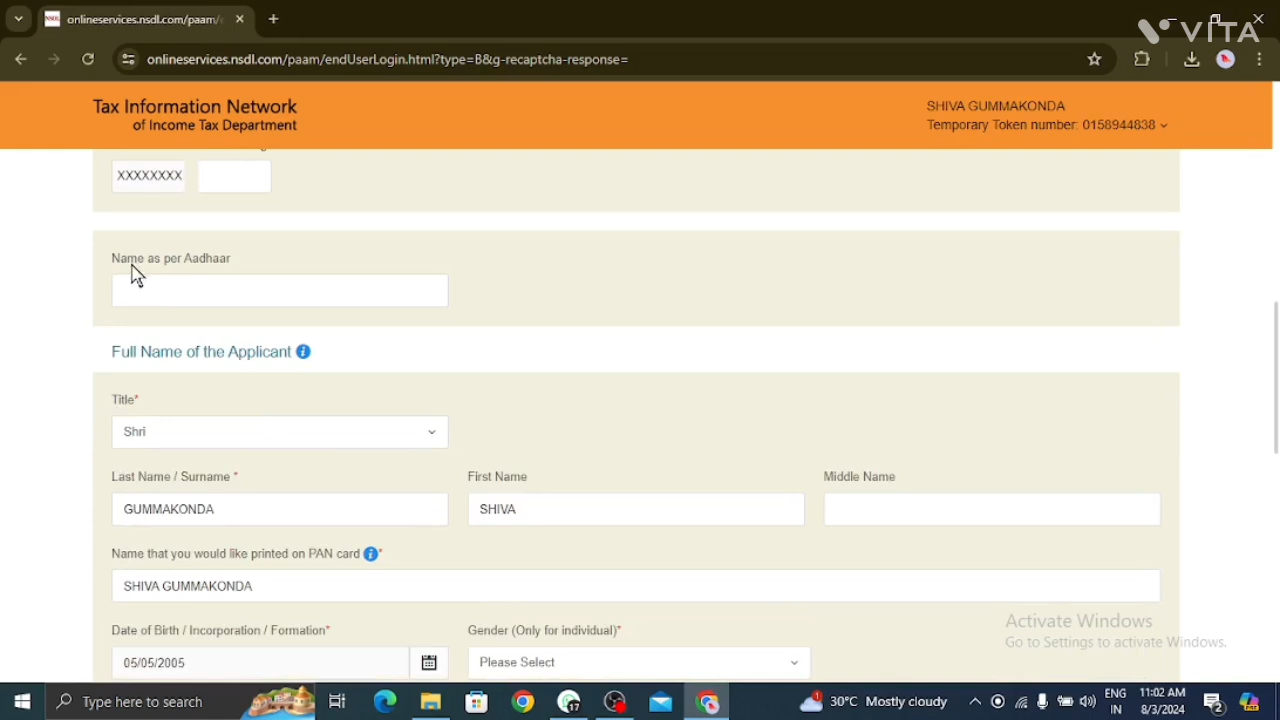 NSDL onlineservices.nsdl.com/paam/e
VITA
onlineservices.nsdl.com/paam/endUserLogin.html?type=B&g-recaptcha-response=
Tax Information Network
of Income Tax Department
SHIVA GUMMAKONDA
Temporary Token number: 0158944838
XXXXXXXX
Name as per Aadhaar
Full Name of the Applicant i
Title*
Shri
Last Name / Surname *
First Name
Middle Name
GUMMAKONDA
SHIVA
Name that you would like printed on PAN card i*
SHIVA GUMMAKONDA
Date of Birth / Incorporation / Formation*
Gender (Only for individual)*
05/05/2005
Please Select
Activate Windows
Go to Settings to activate Windows.
Type here to search
17
30°C Mostly cloudy
ENG
IN
11:02 AM
8/3/2024
2